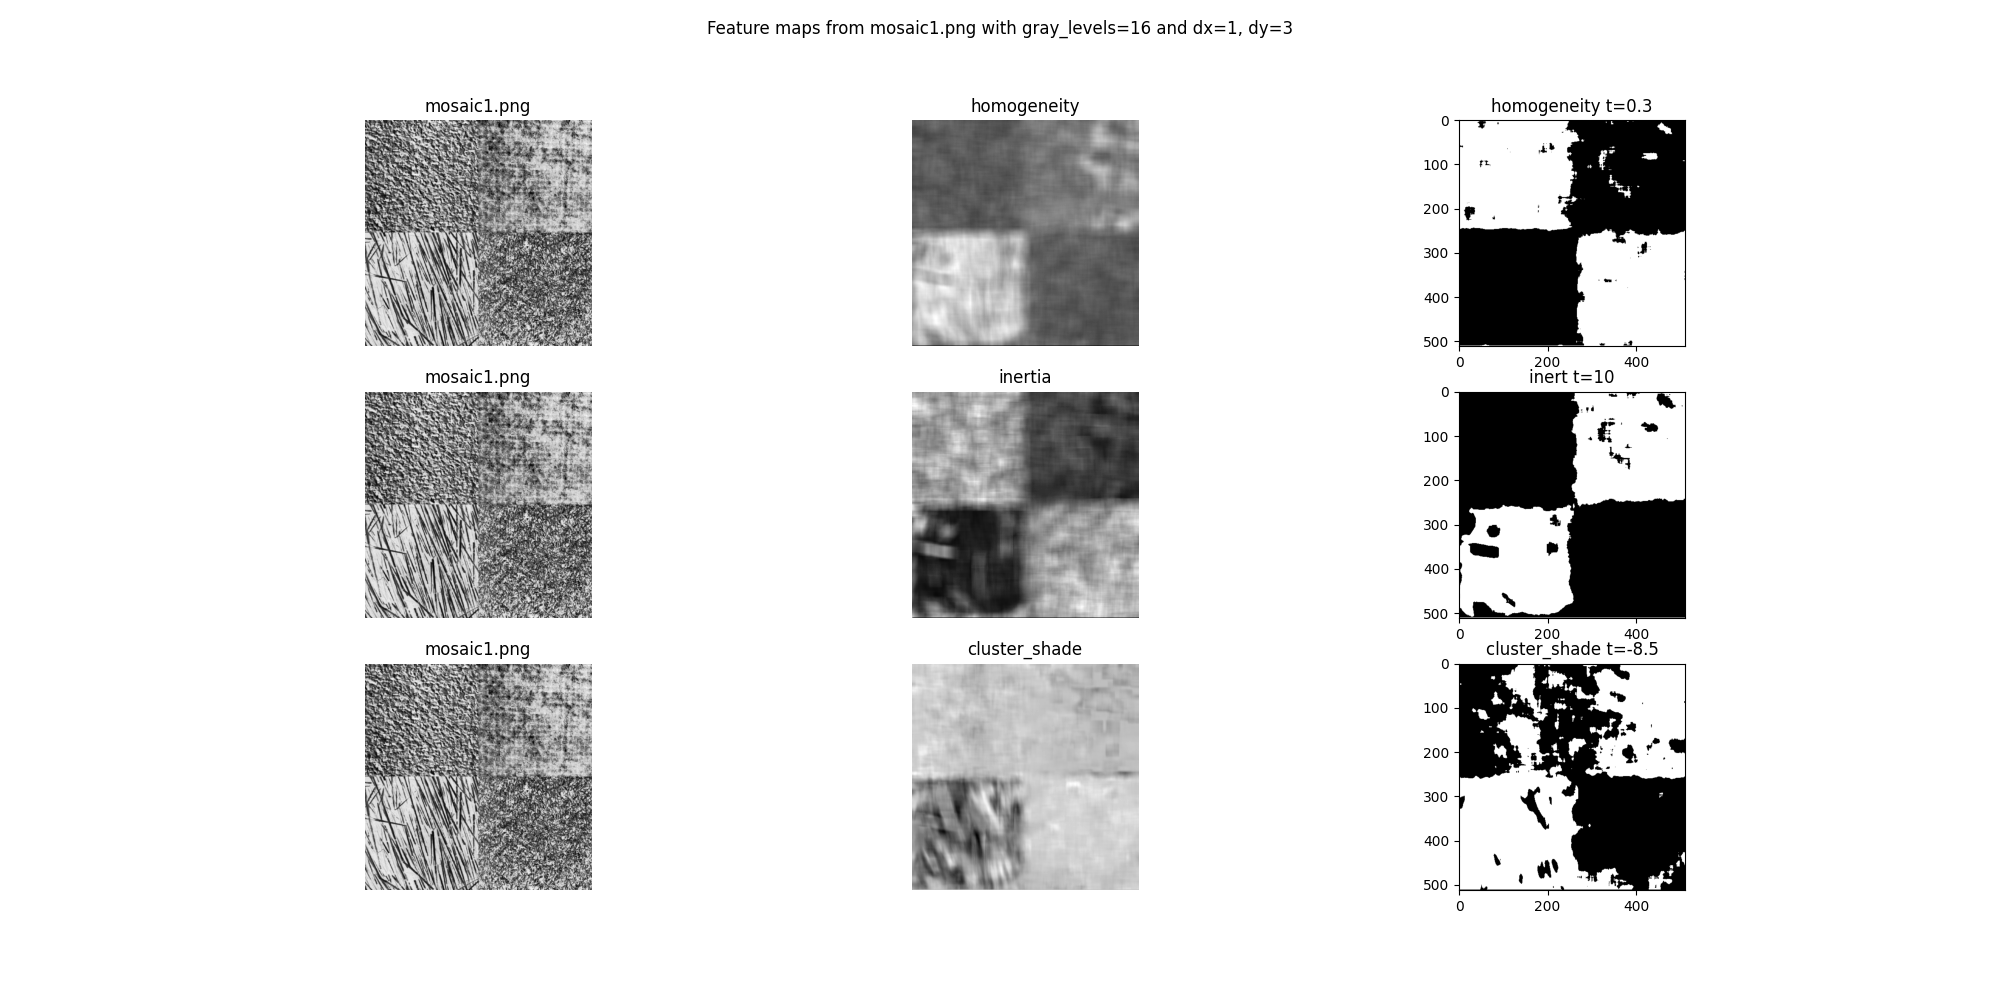 Feature maps from mosaic1.png with gray_levels=16 and dx=1, dy=3
mosaic1.png
homogeneity
homogeneity t=0.3
0
100
200
300
400
500
0
200
400
mosaic1.png
inertia
inert t=10
0
100
200
300
400
500
0
200
400
mosaic1.png
cluster_shade
cluster_shade t=-8.5
0
100
200
300
400
500
0
200
400